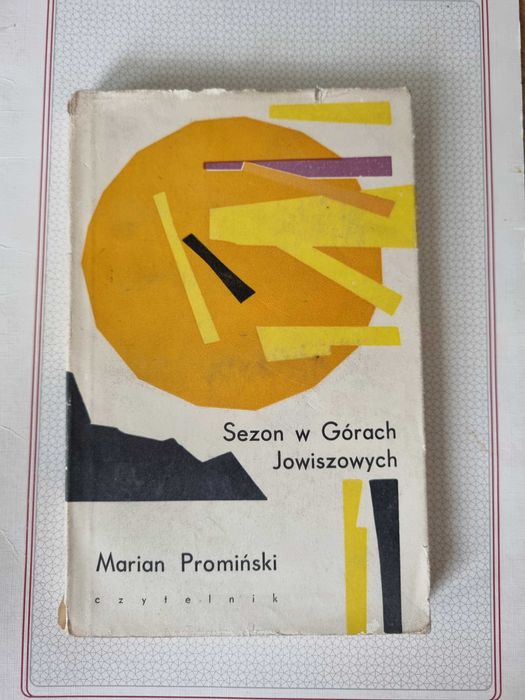 Sezon w Górach
Jowiszowych
Marian Promiński
czytelnik